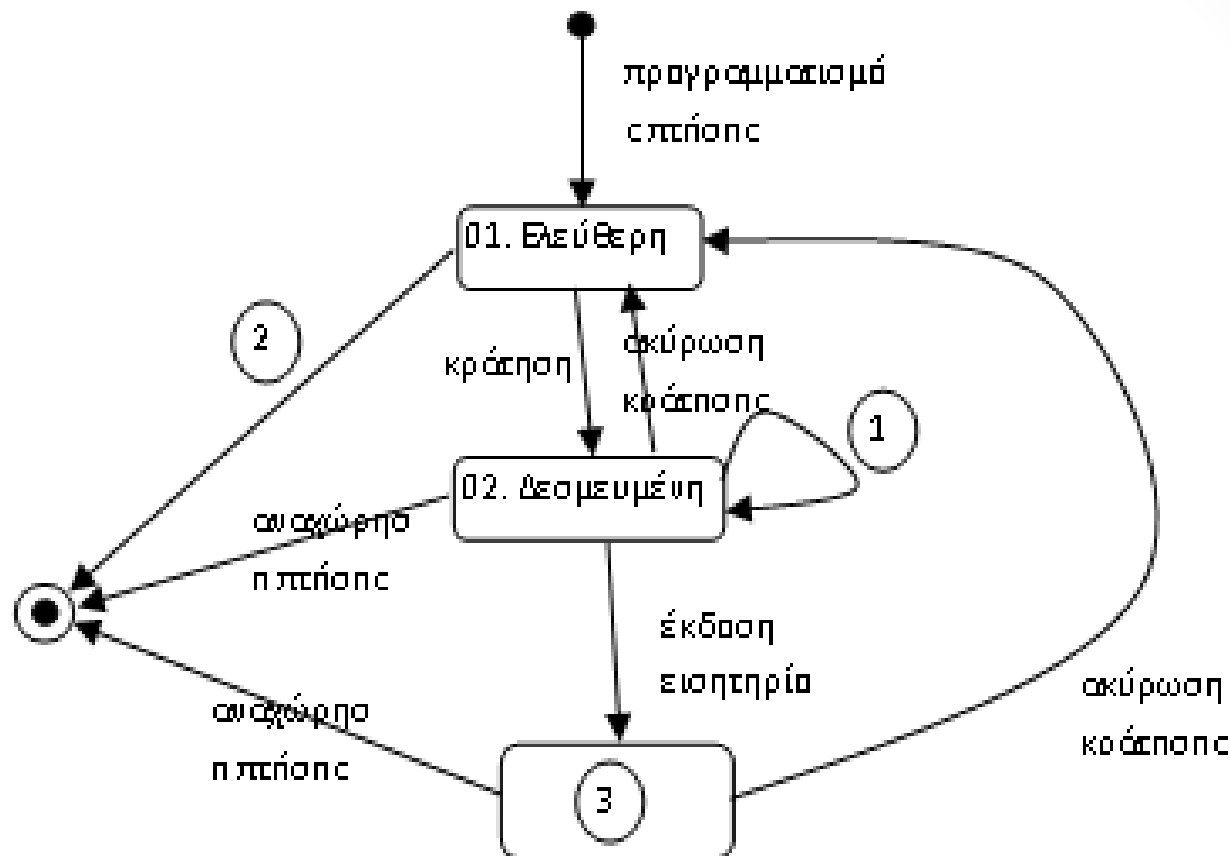 προγραμματισμό
ς πτήσης
01. Ελεύθερη
2
κράτηση
ακύρωση
κράτησης
1
02. Δεσμευμένη
αναχώρησ
η πτήσης
έκδοση
εισητηρίο
αναχώρησ
η πτήσης
ακύρωση
κράτησης
3